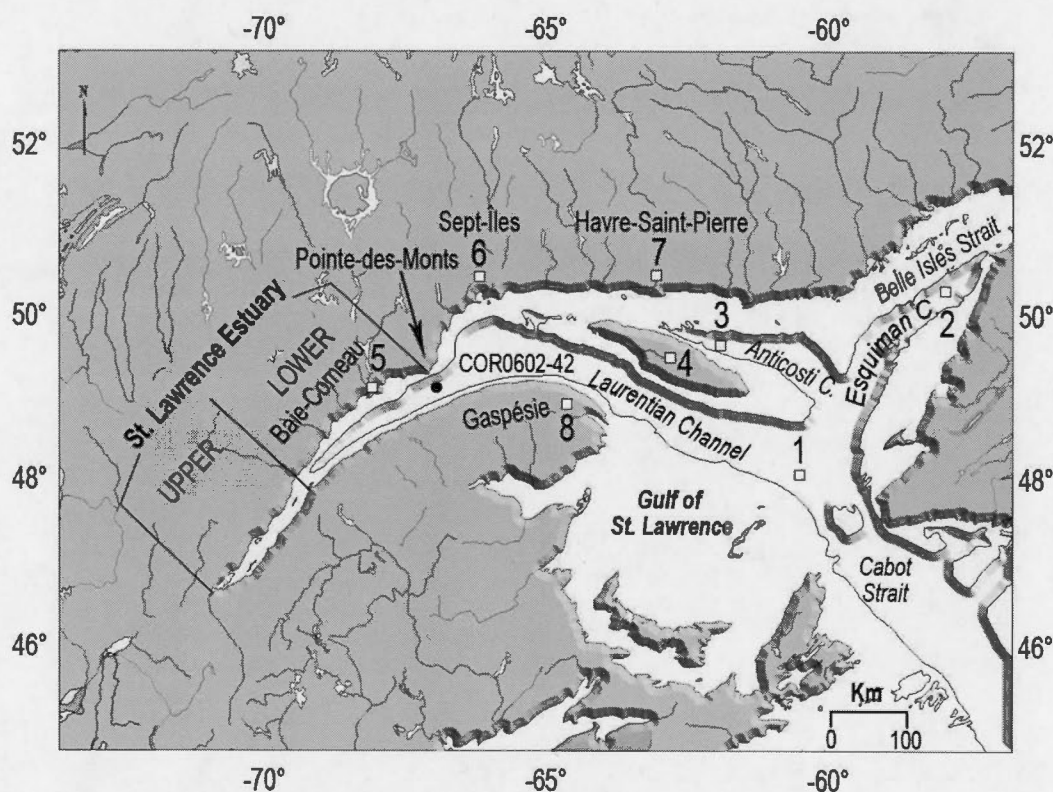 -70°
-65°
-60°
N
52°
52°
Sept-Îles
6
Havre-Saint-Pierre
7
Pointe-des-Monts
Belle Isles Strait
50°
50°
St. Lawrence Estuary
LOWER
UPPER
5
Baie-Comeau
COR0602-42
3
4
Anticosti C.
Esquiman C.
2
Laurentian Channel
Gaspésie
8
1
48°
48°
Gulf of
St. Lawrence
Cabot
Strait
46°
46°
Km
0
100
-70°
-65°
-60°